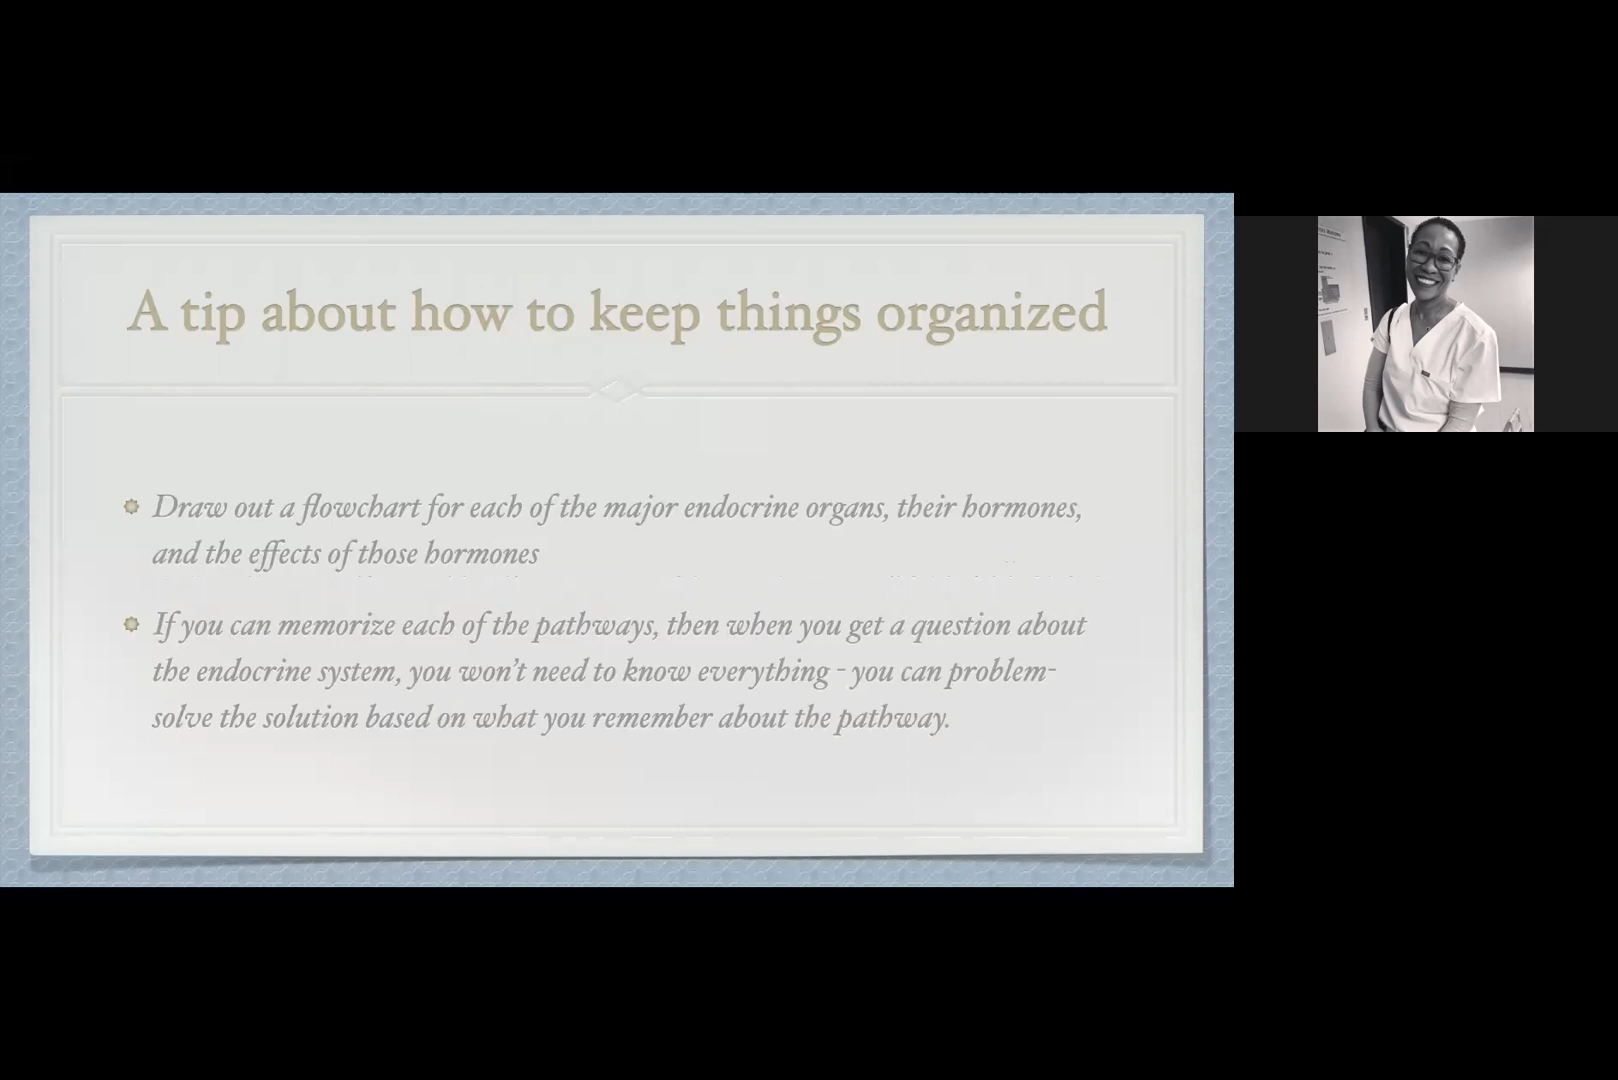 A tip about how to keep things organized
Draw out a flowchart for each of the major endocrine organs, their hormones,
and the effects of those hormones
If you can memorize each of the pathways, then when you get a question about
the endocrine system, you won't need to know everything - you can problem-
solve the solution based on what you remember about the pathway.